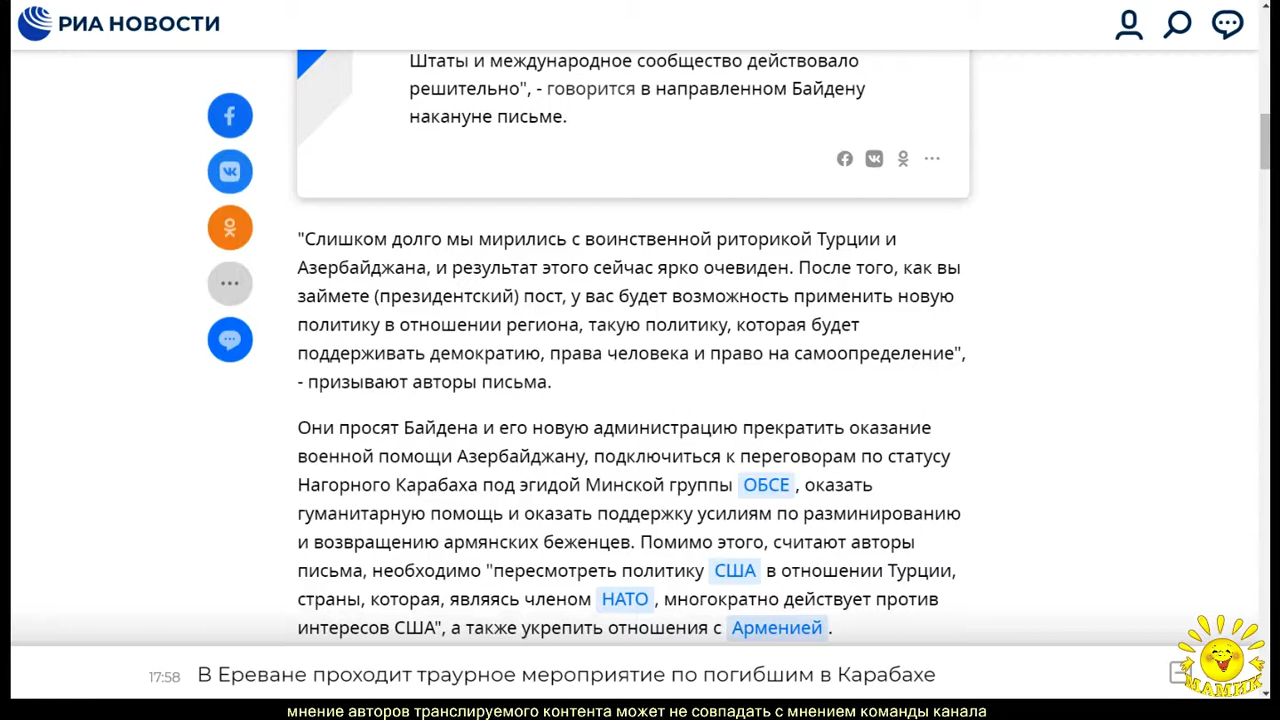 РИА НОВОСТИ
Штаты и международное сообщество действовало
решительно", - говорится в направленном Байдену
накануне письме.
"Слишком долго мы мирились с воинственной риторикой Турции и
Азербайджана, и результат этого сейчас ярко очевиден. После того, как вы
займете (президентский) пост, у вас будет возможность применить новую
политику в отношении региона, такую политику, которая будет
поддерживать демократию, права человека и право на самоопределение",
- призывают авторы письма.
Они просят Байдена и его новую администрацию прекратить оказание
военной помощи Азербайджану, подключиться к переговорам по статусу
Нагорного Карабаха под эгидой Минской группы ОБСЕ , оказать
гуманитарную помощь и оказать поддержку усилиям по разминированию
и возвращению армянских беженцев. Помимо этого, считают авторы
письма, необходимо "пересмотреть политику США в отношении Турции,
страны, которая, являясь членом НАТО , многократно действует против
интересов США", а также укрепить отношения с Арменией .
17:58 В Ереване проходит траурное мероприятие по погибшим в Карабахе
МАМИК
мнение авторов транслируемого контента может не совпадать с мнением команды канала